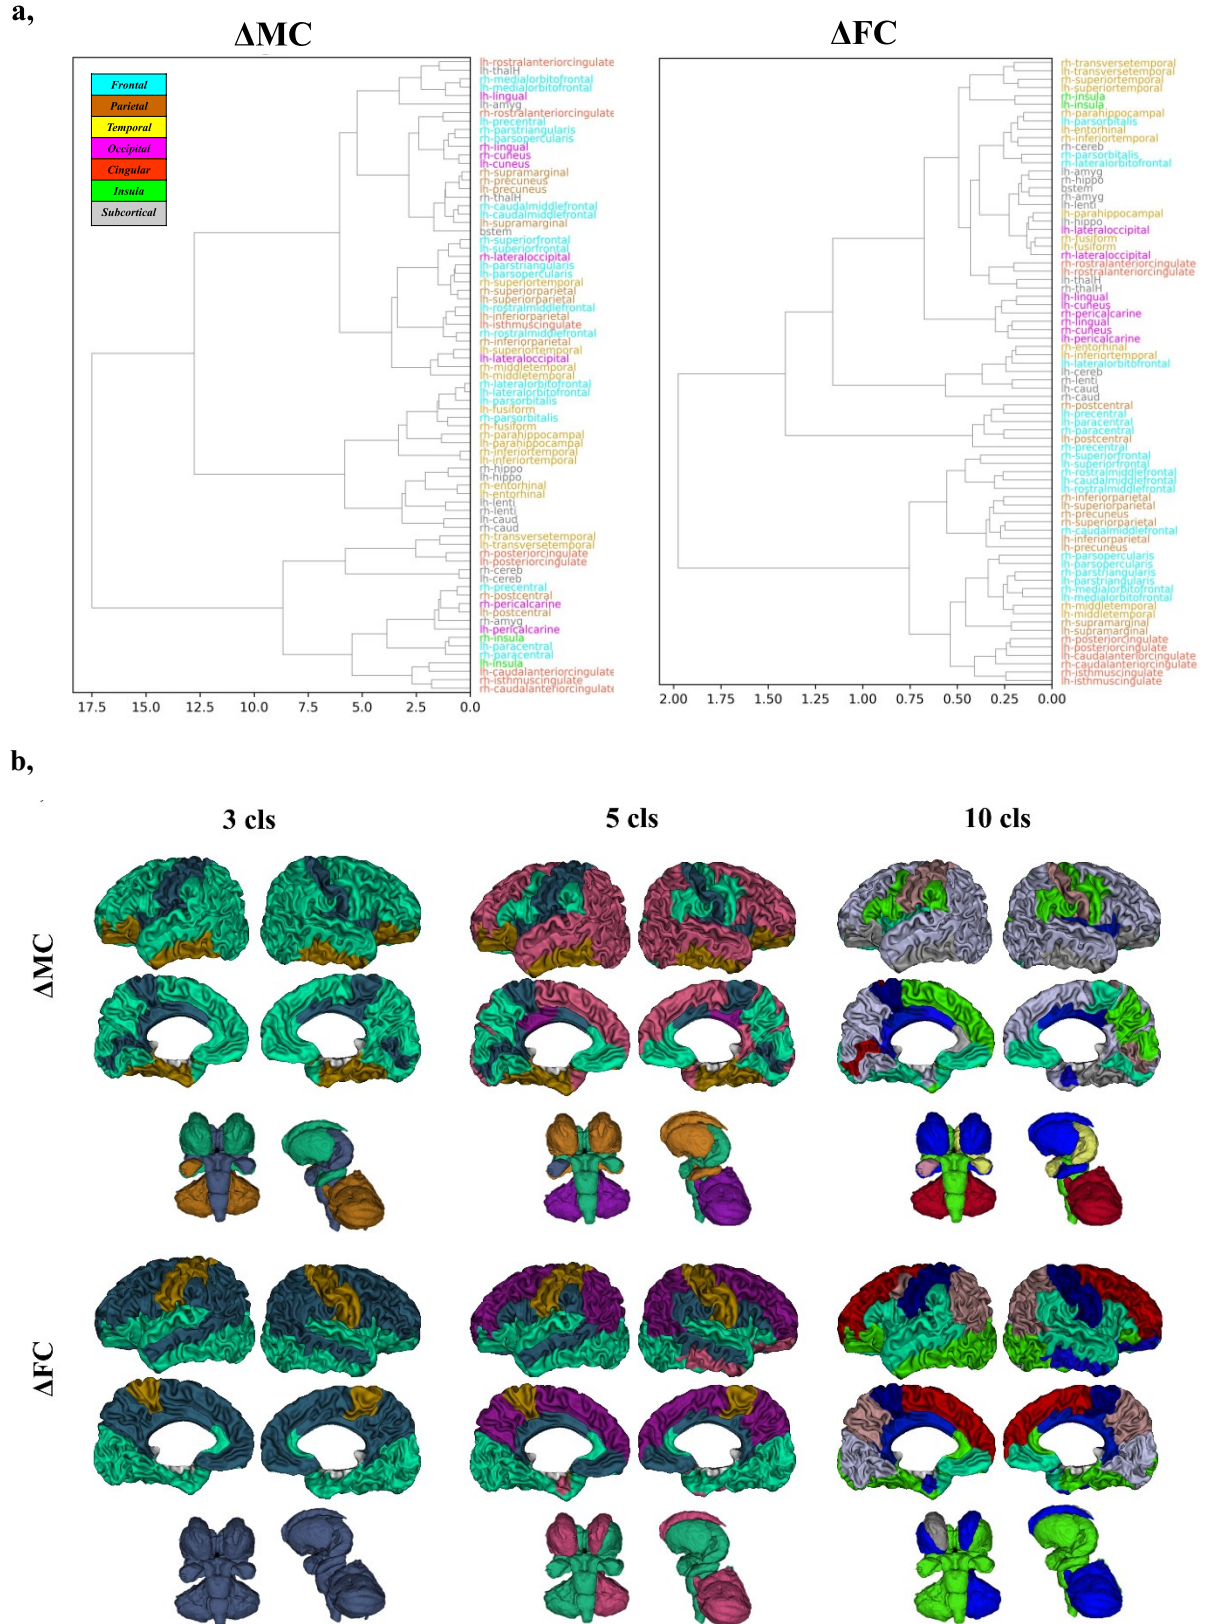 a,
ΔMC
ΔFC
Frontal
Parietal
Temporal
Occipital
Cingular
Insula
Subcortical
lh-rostralanteriorcingulate
lh-thalH
rh-medialorbitofrontal
lh-medialorbitofrontal
lh-lingual
lh-amyg
rh-rostralanteriorcingulate
lh-precentral
rh-parstriangularis
rh-parsopercularis
rh-lingual
rh-cuneus
lh-cuneus
rh-supramarginal
rh-precuneus
lh-precuneus
rh-thalH
rh-caudalmiddlefrontal
lh-caudalmiddlefrontal
lh-supramarginal
bstem
rh-superiorfrontal
lh-superiorfrontal
rh-lateraloccipital
lh-parstriangularis
lh-parsopercularis
rh-superiortemporal
rh-superiorparietal
lh-superiorparietal
lh-rostralmiddlefrontal
lh-inferiorparietal
lh-isthmuscingulate
rh-rostralmiddlefrontal
rh-inferiorparietal
lh-superiortemporal
lh-lateraloccipital
rh-middletemporal
lh-middletemporal
rh-lateralorbitofrontal
lh-lateralorbitofrontal
lh-parsorbitalis
lh-fusiform
rh-parsorbitalis
rh-fusiform
rh-parahippocampal
lh-parahippocampal
rh-inferiortemporal
lh-inferiortemporal
rh-hippo
lh-hippo
rh-entorhinal
lh-entorhinal
lh-lenti
rh-lenti
lh-caud
rh-caud
rh-transversetemporal
lh-transversetemporal
rh-posteriorcingulate
lh-posteriorcingulate
rh-cereb
lh-cereb
rh-precentral
rh-postcentral
rh-pericalcarine
lh-postcentral
rh-amyg
lh-pericalcarine
rh-insula
lh-paracentral
rh-paracentral
lh-insula
lh-caudalanteriorcingulate
rh-isthmuscingulate
rh-caudalanteriorcingulate
17.5 15.0 12.5 10.0 7.5 5.0 2.5 0.0
rh-transversetemporal
lh-transversetemporal
rh-superiortemporal
lh-superiortemporal
rh-insula
lh-insula
rh-parahippocampal
lh-parsorbitalis
lh-entorhinal
rh-inferiortemporal
rh-cereb
rh-parsorbitalis
rh-lateralorbitofrontal
lh-amyg
rh-hippo
bstem
rh-amyg
lh-lenti
lh-parahippocampal
lh-hippo
lh-lateraloccipital
rh-fusiform
lh-fusiform
rh-lateraloccipital
rh-rostralanteriorcingulate
lh-rostralanteriorcingulate
lh-thalH
rh-thalH
lh-lingual
lh-cuneus
rh-pericalcarine
rh-lingual
rh-cuneus
lh-pericalcarine
rh-entorhinal
lh-inferiortemporal
lh-lateralorbitofrontal
lh-cereb
rh-lenti
lh-caud
rh-caud
rh-postcentral
lh-precentral
lh-paracentral
rh-paracentral
lh-postcentral
rh-precentral
rh-superiorfrontal
lh-superiorfrontal
rh-rostralmiddlefrontal
lh-caudalmiddlefrontal
lh-rostralmiddlefrontal
rh-inferiorparietal
lh-superiorparietal
rh-precuneus
rh-superiorparietal
rh-caudalmiddlefrontal
lh-inferiorparietal
lh-precuneus
rh-parsopercularis
lh-parsopercularis
rh-parstriangularis
lh-parstriangularis
rh-medialorbitofrontal
lh-medialorbitofrontal
rh-middletemporal
lh-middletemporal
rh-supramarginal
lh-supramarginal
rh-posteriorcingulate
lh-posteriorcingulate
lh-caudalanteriorcingulate
rh-caudalanteriorcingulate
rh-isthmuscingulate
lh-isthmuscingulate
2.00 1.75 1.50 1.25 1.00 0.75 0.50 0.25 0.00
b,
3 cls
5 cls
10 cls
ΔMC
ΔFC